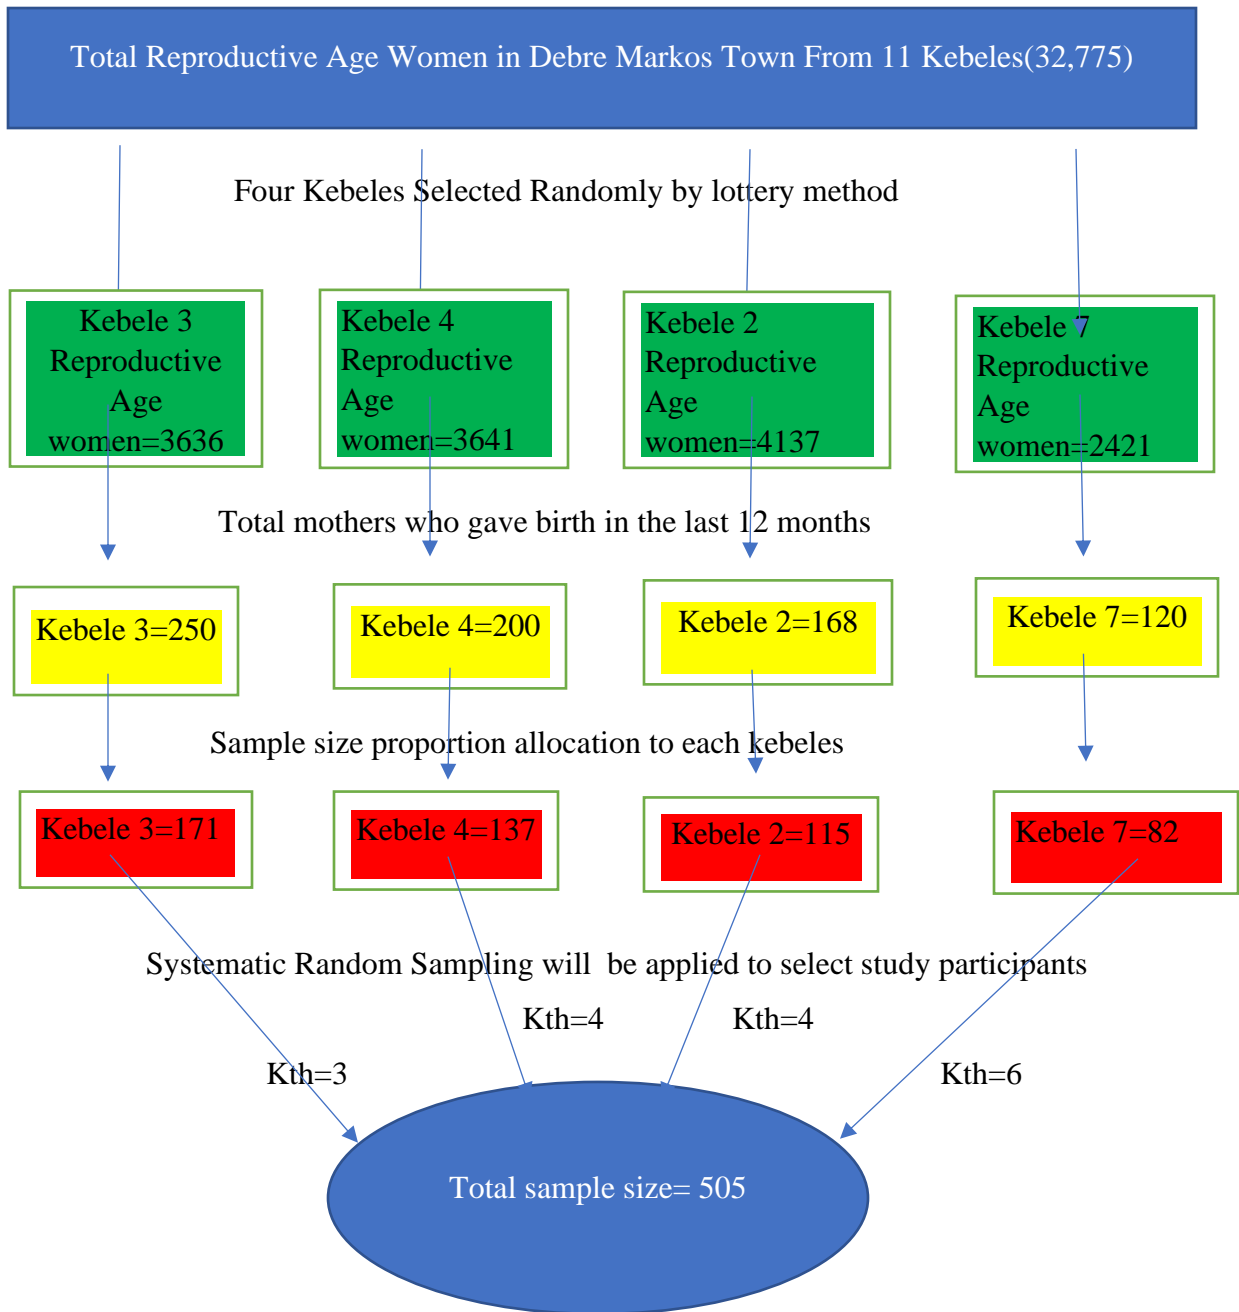 Total Reproductive Age Women in Debre Markos Town From 11 Kebeles(32,775)
Four Kebeles Selected Randomly by lottery method
Kebele 3
Reproductive
Age
women=3636
Kebele 4
Reproductive
Age
women=3641
Kebele 2
Reproductive
Age
women=4137
Kebele 7
Reproductive
Age
women=2421
Total mothers who gave birth in the last 12 months
Kebele 3=250
Kebele 4=200
Kebele 2=168
Kebele 7=120
Sample size proportion allocation to each kebeles
Kebele 3=171
Kebele 4=137
Kebele 2=115
Kebele 7=82
Systematic Random Sampling will  be applied to select study participants
Kth=4
Kth=4
Kth=3
Kth=6
Total sample size= 505